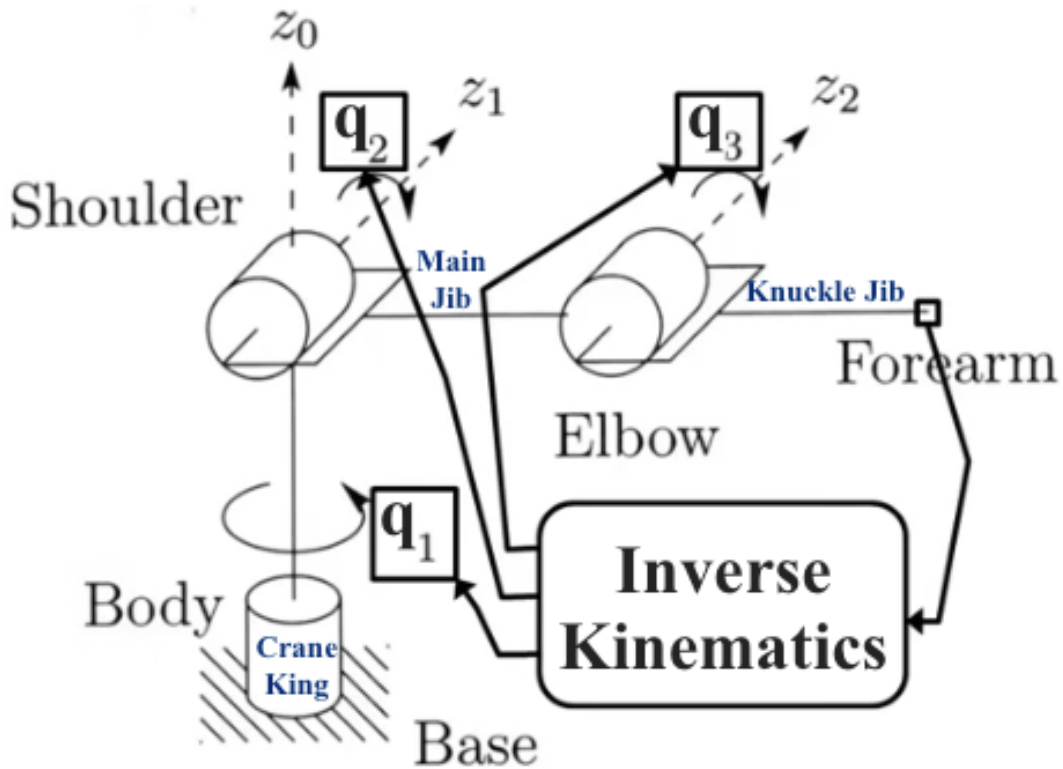 z0
z1
z2
q2
q3
Shoulder
Main
Jib
Knuckle Jib
Forearm
Elbow
q1
Inverse
Kinematics
Body
Crane
King
Base